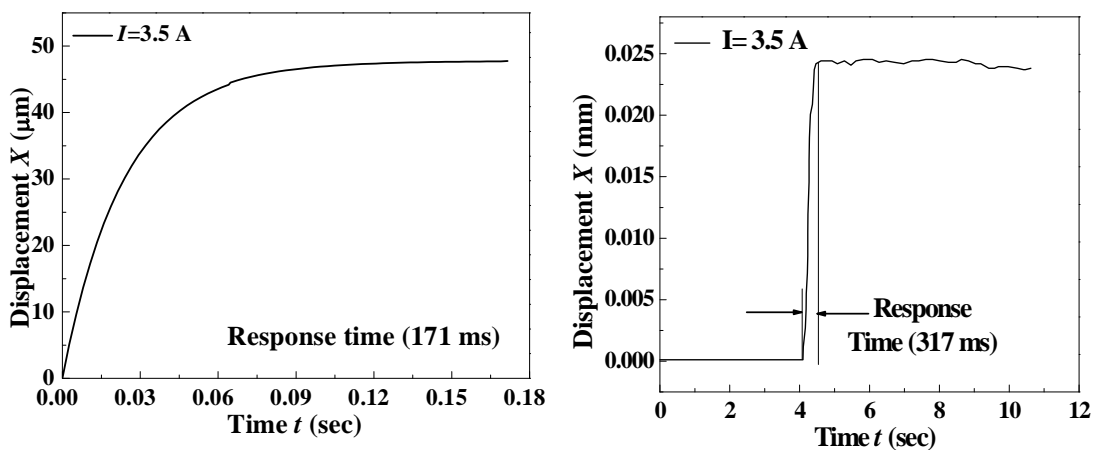 I=3.5 A
50
40
30
20
10
0
Displacement X (μm)
Response time (171 ms)
0.00 0.03 0.06 0.09 0.12 0.15 0.18
Time t (sec)
I= 3.5 A
0.025
0.020
0.015
0.010
0.005
0.000
Displacement X (mm)
Response
Time (317 ms)
0 2 4 6 8 10 12
Time t (sec)